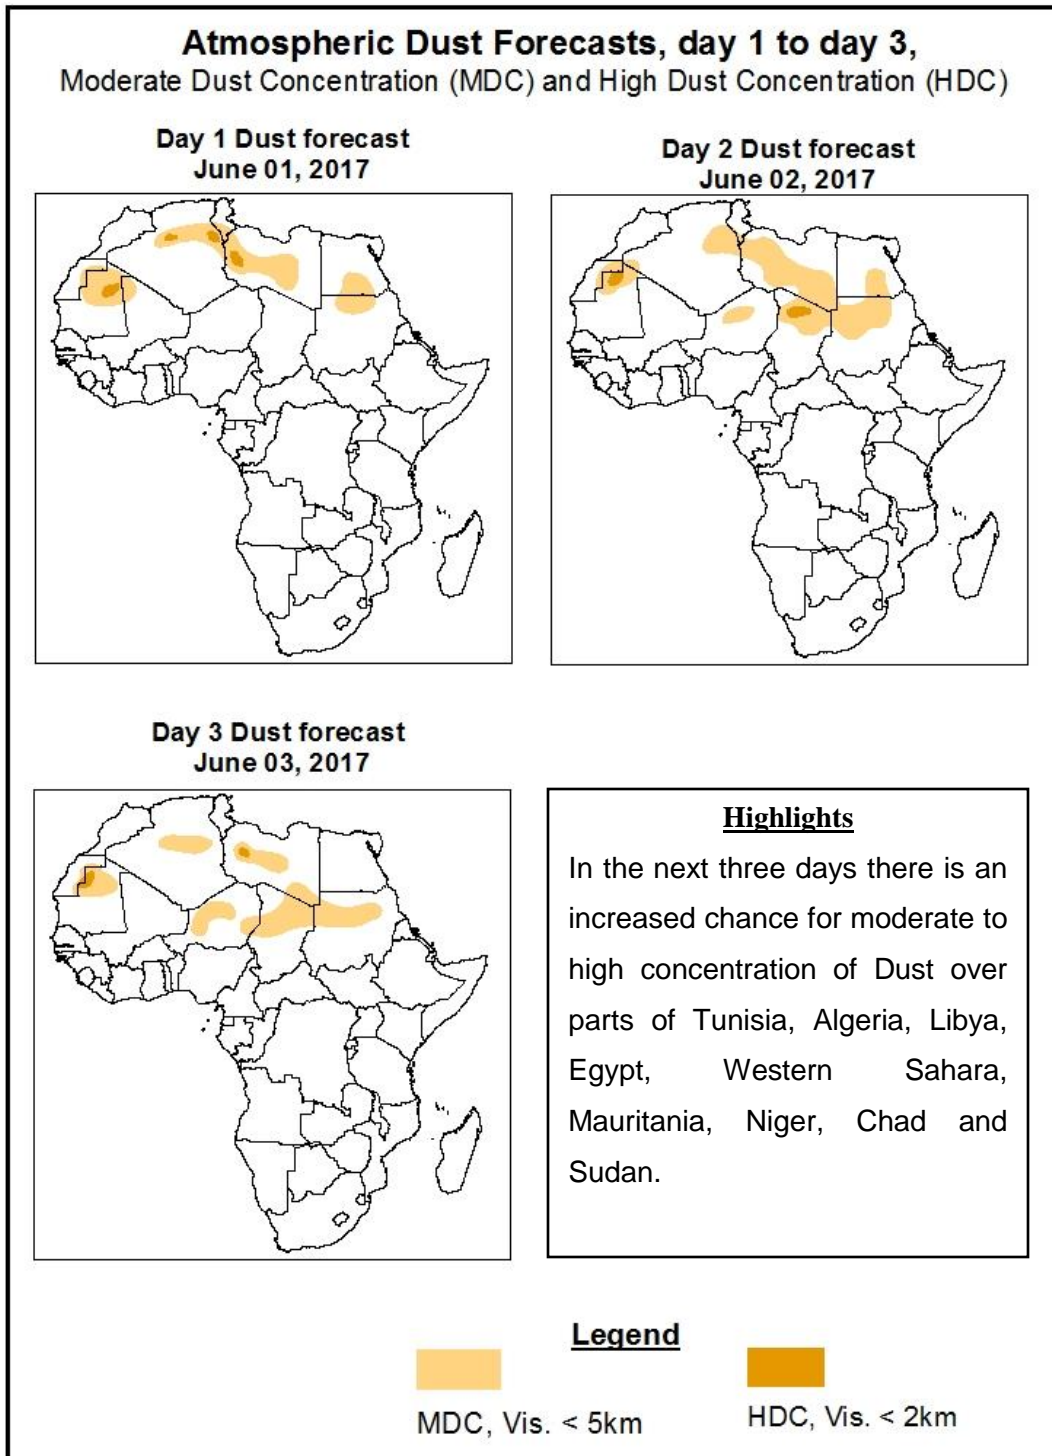 Atmospheric Dust Forecasts, day 1 to day 3,
Moderate Dust Concentration (MDC) and High Dust Concentration (HDC)
Day 1 Dust forecast
June 01, 2017
Day 2 Dust forecast
June 02, 2017
Day 3 Dust forecast
June 03, 2017
Highlights
In the next three days there is an
increased chance for moderate to
high concentration of Dust over
parts of Tunisia, Algeria, Libya,
Egypt, Western Sahara,
Mauritania, Niger, Chad and
Sudan.
Legend
MDC, Vis. < 5km
HDC, Vis. < 2km